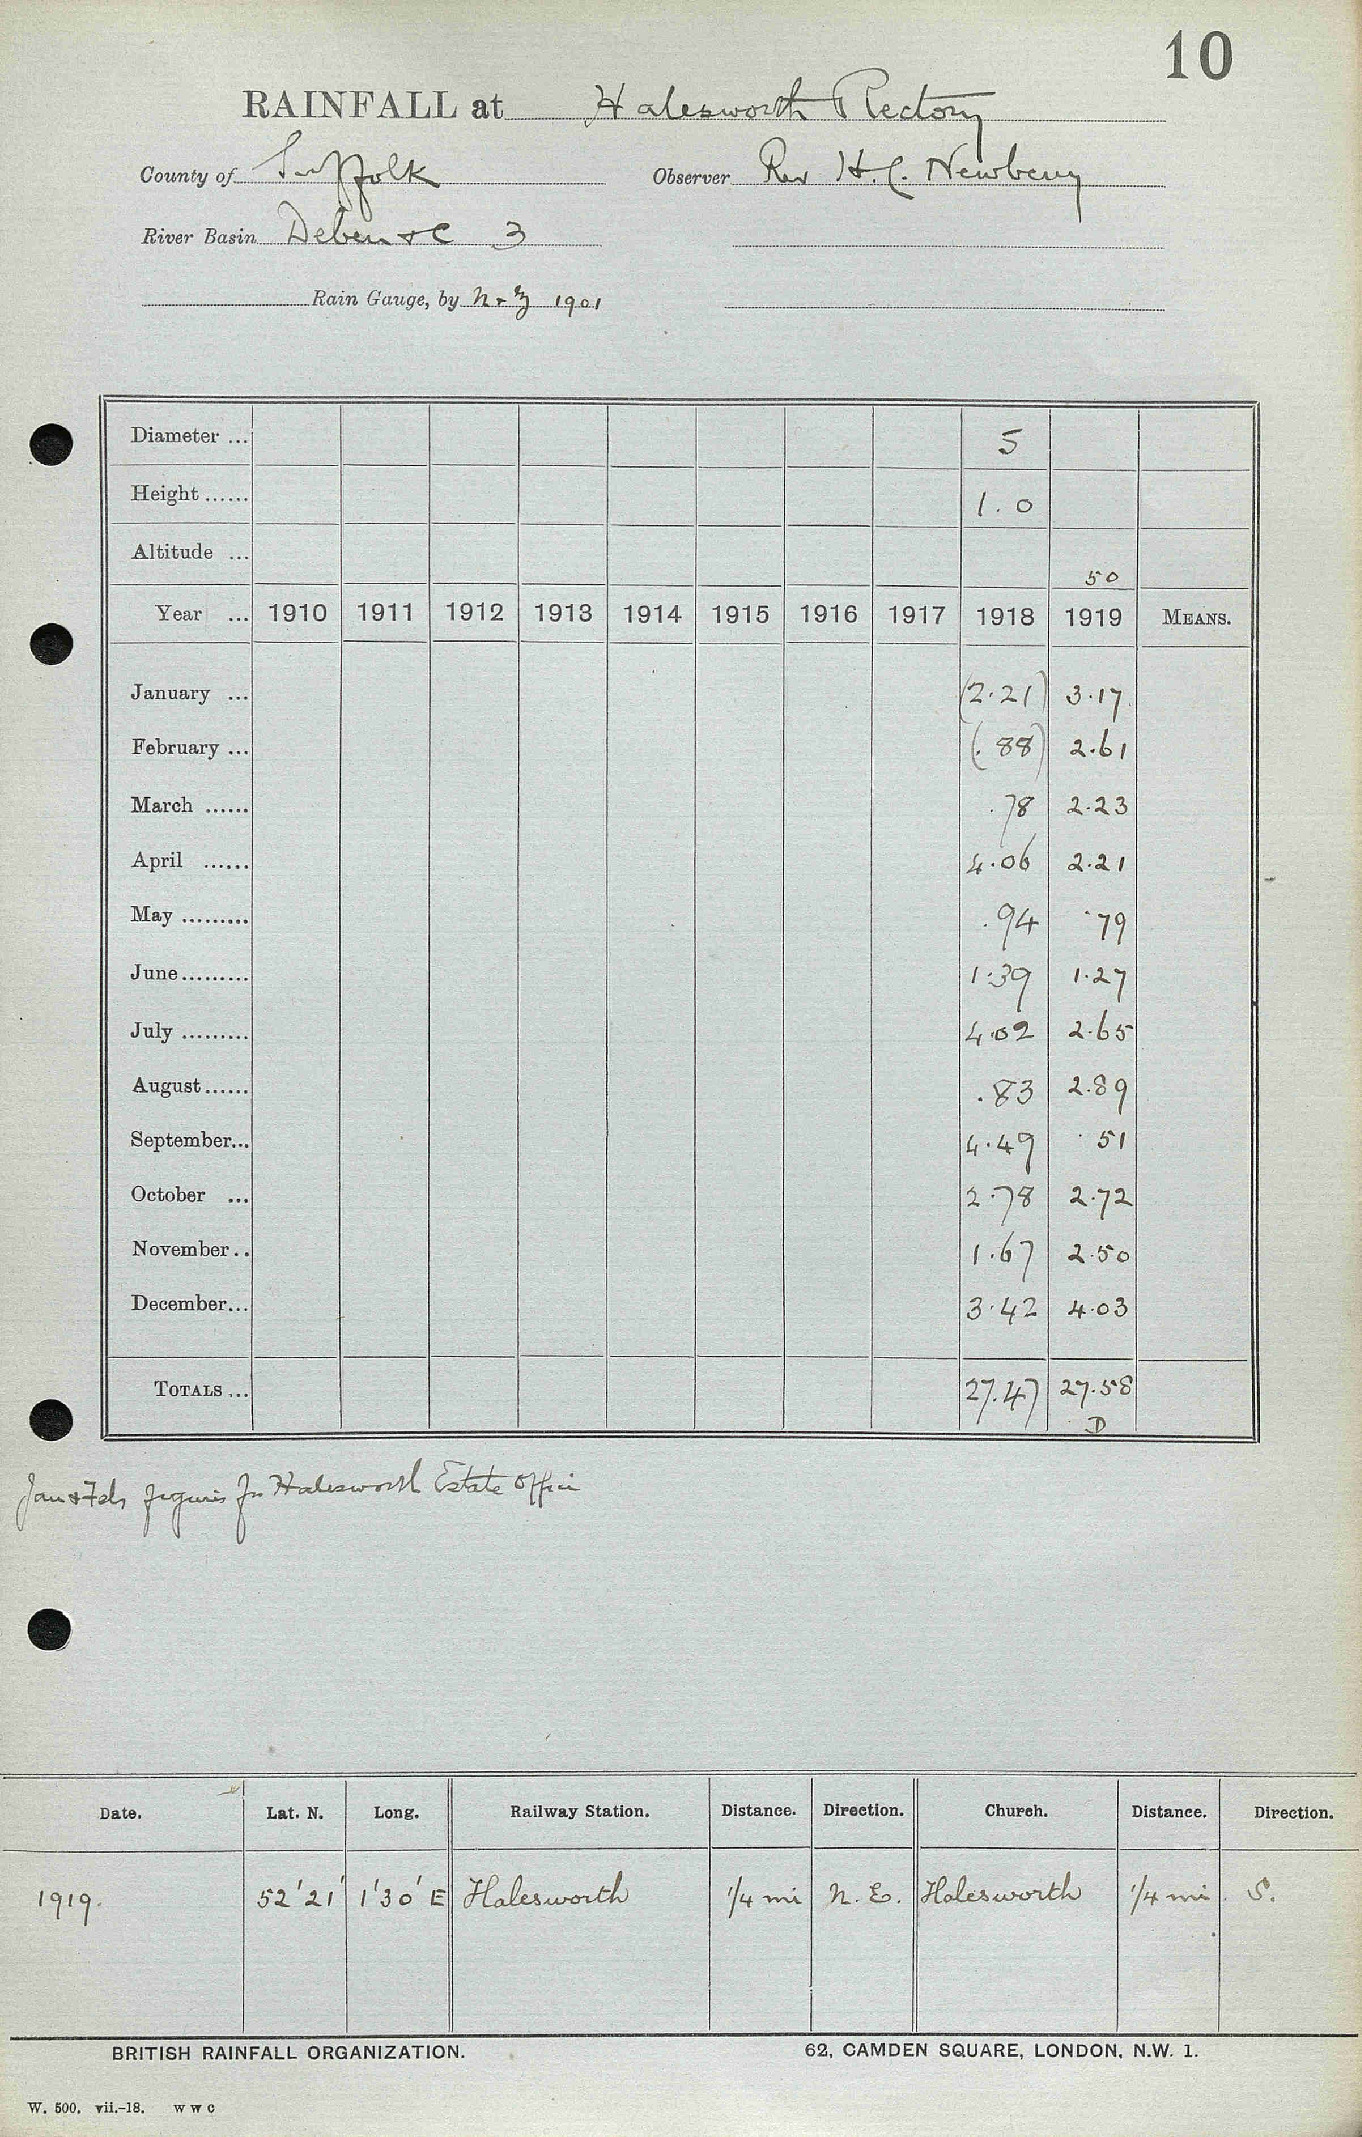 10
RAINFALL at Halesworth Rectory
County of Suffolk Observer Rev H. C. Newbery
River Basin Deben &c 3
Rain Gauge, by N & Z 1901
Diameter ... 5
Height ...... 1.0
Altitude ... 50
Year ... 1910 1911 1912 1913 1914 1915 1916 1917 1918 1919 MEANS.
January ... (2.21) 3.17
February ... (.88) 2.61
March ...... .78 2.23
April ...... 4.06 2.21
May ......... .94 .79
June......... 1.39 1.27
July ......... 4.02 2.65
August...... .83 2.89
September... 4.49 .51
October ... 2.78 2.72
November.. 1.67 2.50
December... 3.42 4.03
TOTALS ... 27.47 27.58
D
Jan & Feb figures fr Halesworth Estate Office
Date. Lat. N. Long. Railway Station. Distance. Direction. Church. Distance. Direction.
1919. 52°21' 1°30' E Halesworth 1/4 mi N. E. Halesworth 1/4 mi. S.
BRITISH RAINFALL ORGANIZATION. 62, CAMDEN SQUARE, LONDON, N.W. 1.
W. 500. vii.-18. W W C